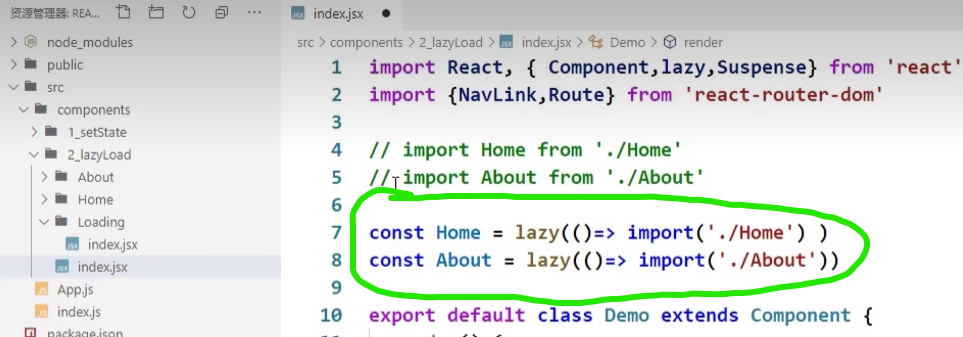 资源管理器: REA...
index.jsx
node_modules
public
src
components
1_setState
2_lazyLoad
About
Home
Loading
index.jsx
index.jsx
App.js
index.js
package.json
src > components > 2_lazyLoad > index.jsx > Demo > render
1 import React, { Component,lazy,Suspense} from 'react'
2 import {NavLink,Route} from 'react-router-dom'
3
4 // import Home from './Home'
5 // import About from './About'
6
7 const Home = lazy(()=> import('./Home') )
8 const About = lazy(()=> import('./About'))
9
10 export default class Demo extends Component {